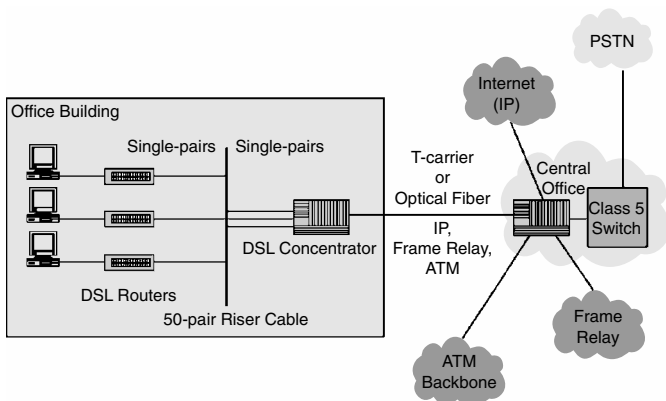 PSTN
Internet
(IP)
Office Building
Single-pairs
Single-pairs
T-carrier
or
Optical Fiber
Central
Office
Class 5
Switch
IP,
Frame Relay,
ATM
DSL Concentrator
DSL Routers
50-pair Riser Cable
Frame
Relay
ATM
Backbone